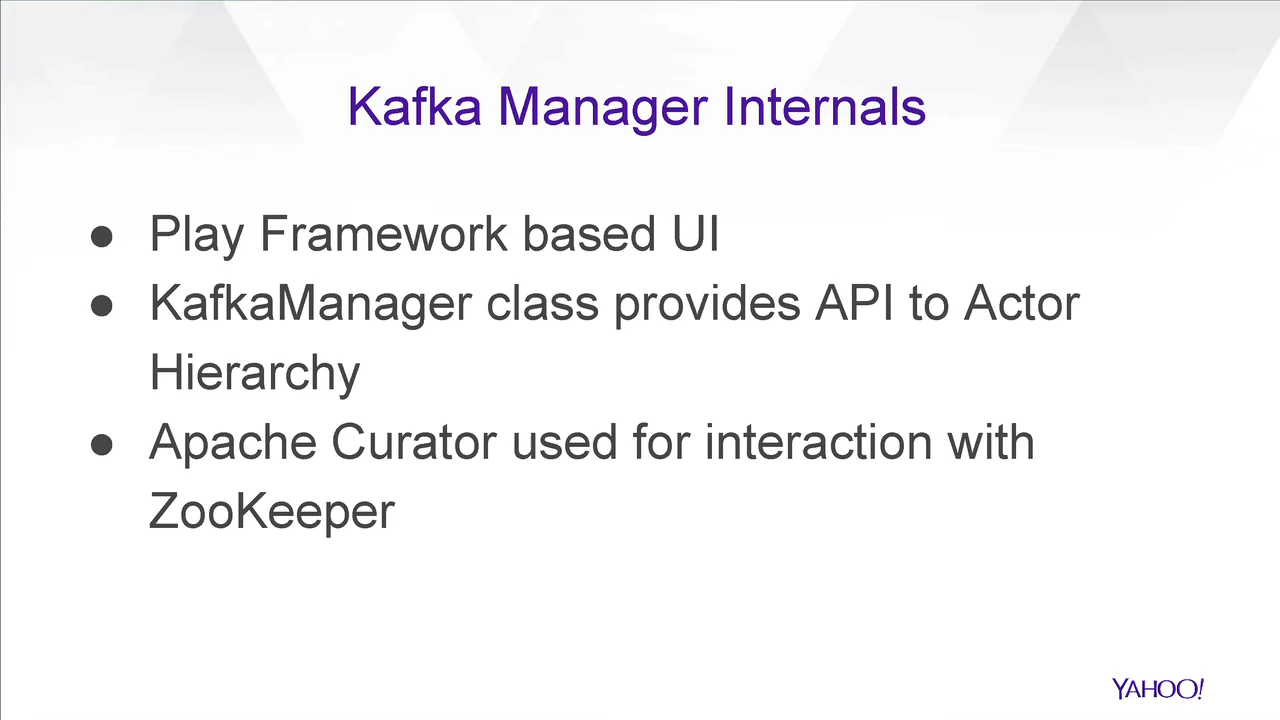 Kafka Manager Internals
● Play Framework based UI
● KafkaManager class provides API to Actor
Hierarchy
● Apache Curator used for interaction with
ZooKeeper
YAHOO!